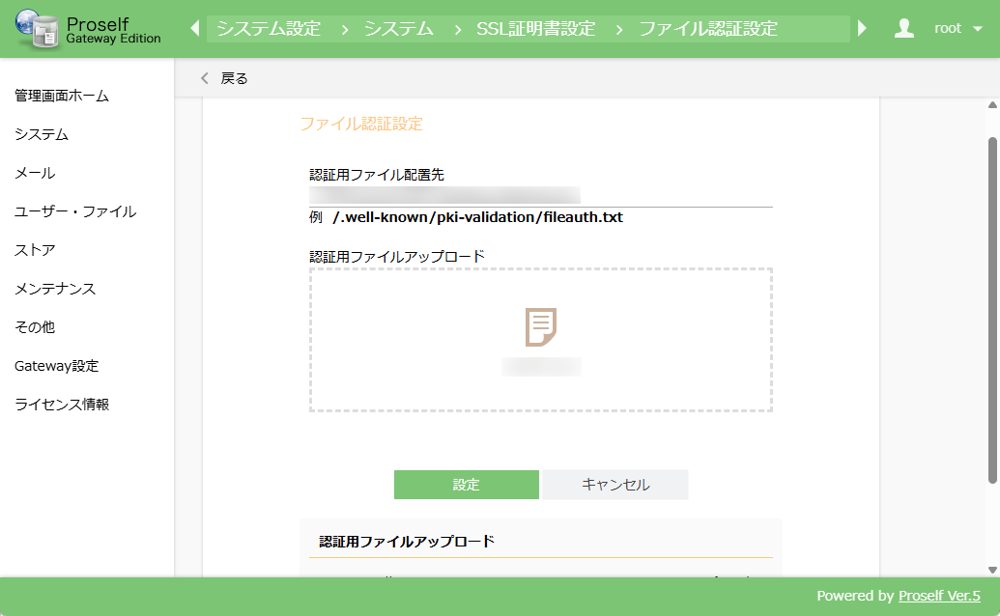 Proself
Gateway Edition
システム設定 > システム > SSL証明書設定 > ファイル認証設定
root
戻る
管理画面ホーム
システム
メール
ユーザー・ファイル
ストア
メンテナンス
その他
Gateway設定
ライセンス情報
ファイル認証設定
認証用ファイル配置先
例 /.well-known/pki-validation/fileauth.txt
認証用ファイルアップロード
設定
キャンセル
認証用ファイルアップロード
Powered by Proself Ver.5